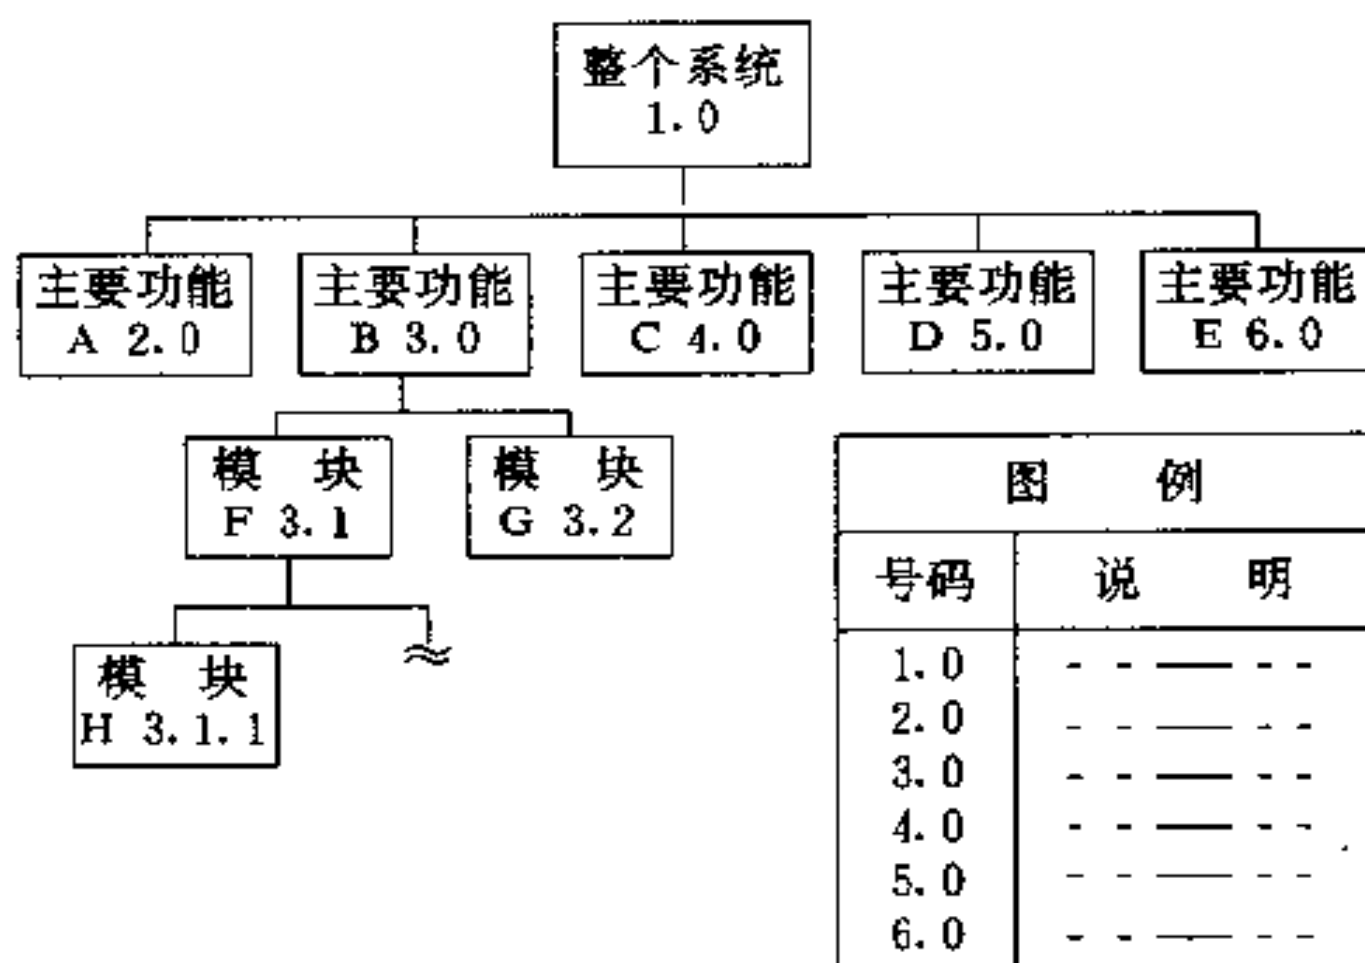 整个系统
1.0
主要功能
A 2.0
主要功能
B 3.0
主要功能
C 4.0
主要功能
D 5.0
主要功能
E 6.0
模 块
F 3.1
模 块
G 3.2
模 块
H 3.1.1
图 例
号码 说 明
1.0
2.0
3.0
4.0
5.0
6.0